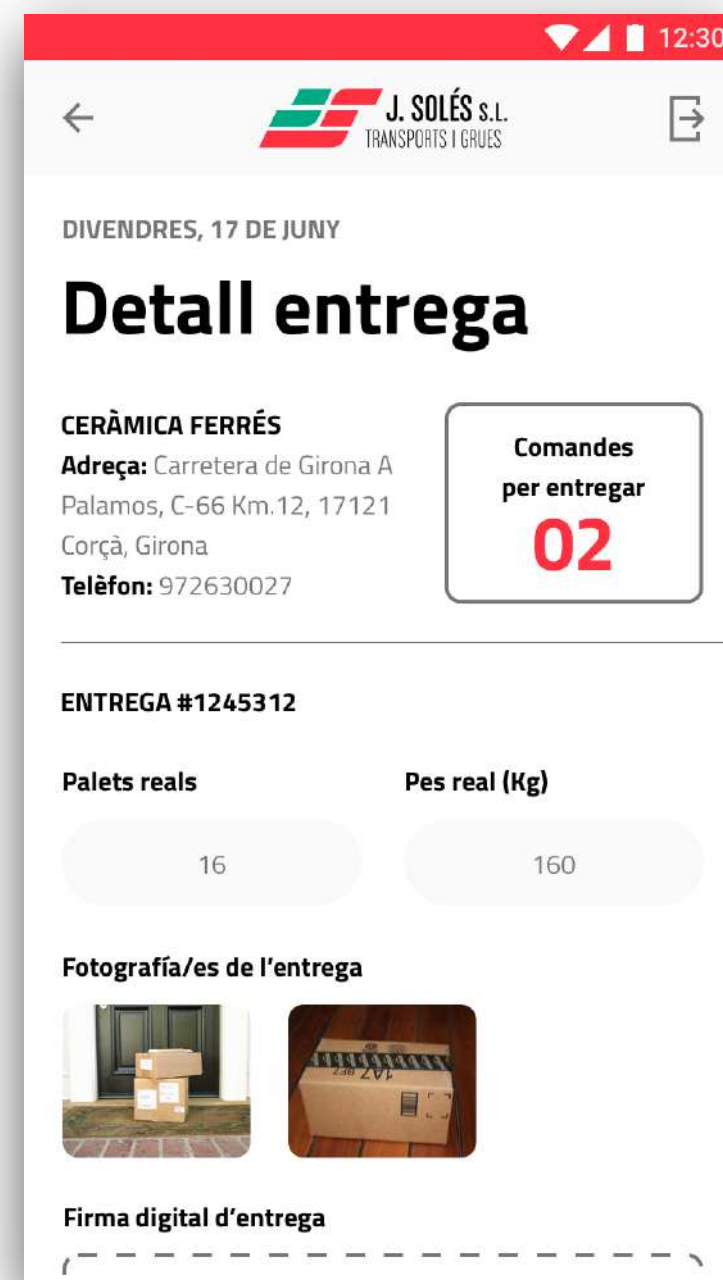 12:30
J. SOLÉS S.L.
TRANSPORTS I GRUES
DIVENDRES, 17 DE JUNY
Detall entrega
CERÀMICA FERRÉS
Adreça: Carretera de Girona A
Palamos, C-66 Km.12, 17121
Corçà, Girona
Telèfon: 972630027
Comandes
per entregar
02
ENTREGA #1245312
Palets reals
Pes real (Kg)
16
160
Fotografía/es de l’entrega
Firma digital d’entrega